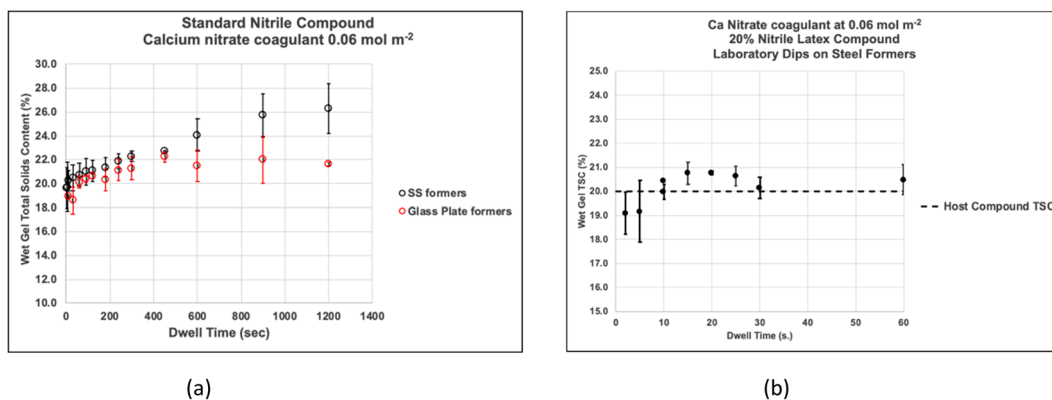 Standard Nitrile Compound
Calcium nitrate coagulant 0.06 mol m⁻²
Wet Gel Total Solids Content (%)
30.0
28.0
26.0
24.0
22.0
20.0
18.0
16.0
14.0
12.0
10.0
0 200 400 600 800 1000 1200 1400
Dwell Time (sec)
SS formers
Glass Plate formers
(a)
Ca Nitrate coagulant at 0.06 mol m⁻²
20% Nitrile Latex Compound
Laboratory Dips on Steel Formers
Wet Gel TSC (%)
25.0
24.0
23.0
22.0
21.0
20.0
19.0
18.0
17.0
16.0
15.0
0 10 20 30 40 50 60
Dwell Time (s.)
Host Compound TSC
(b)